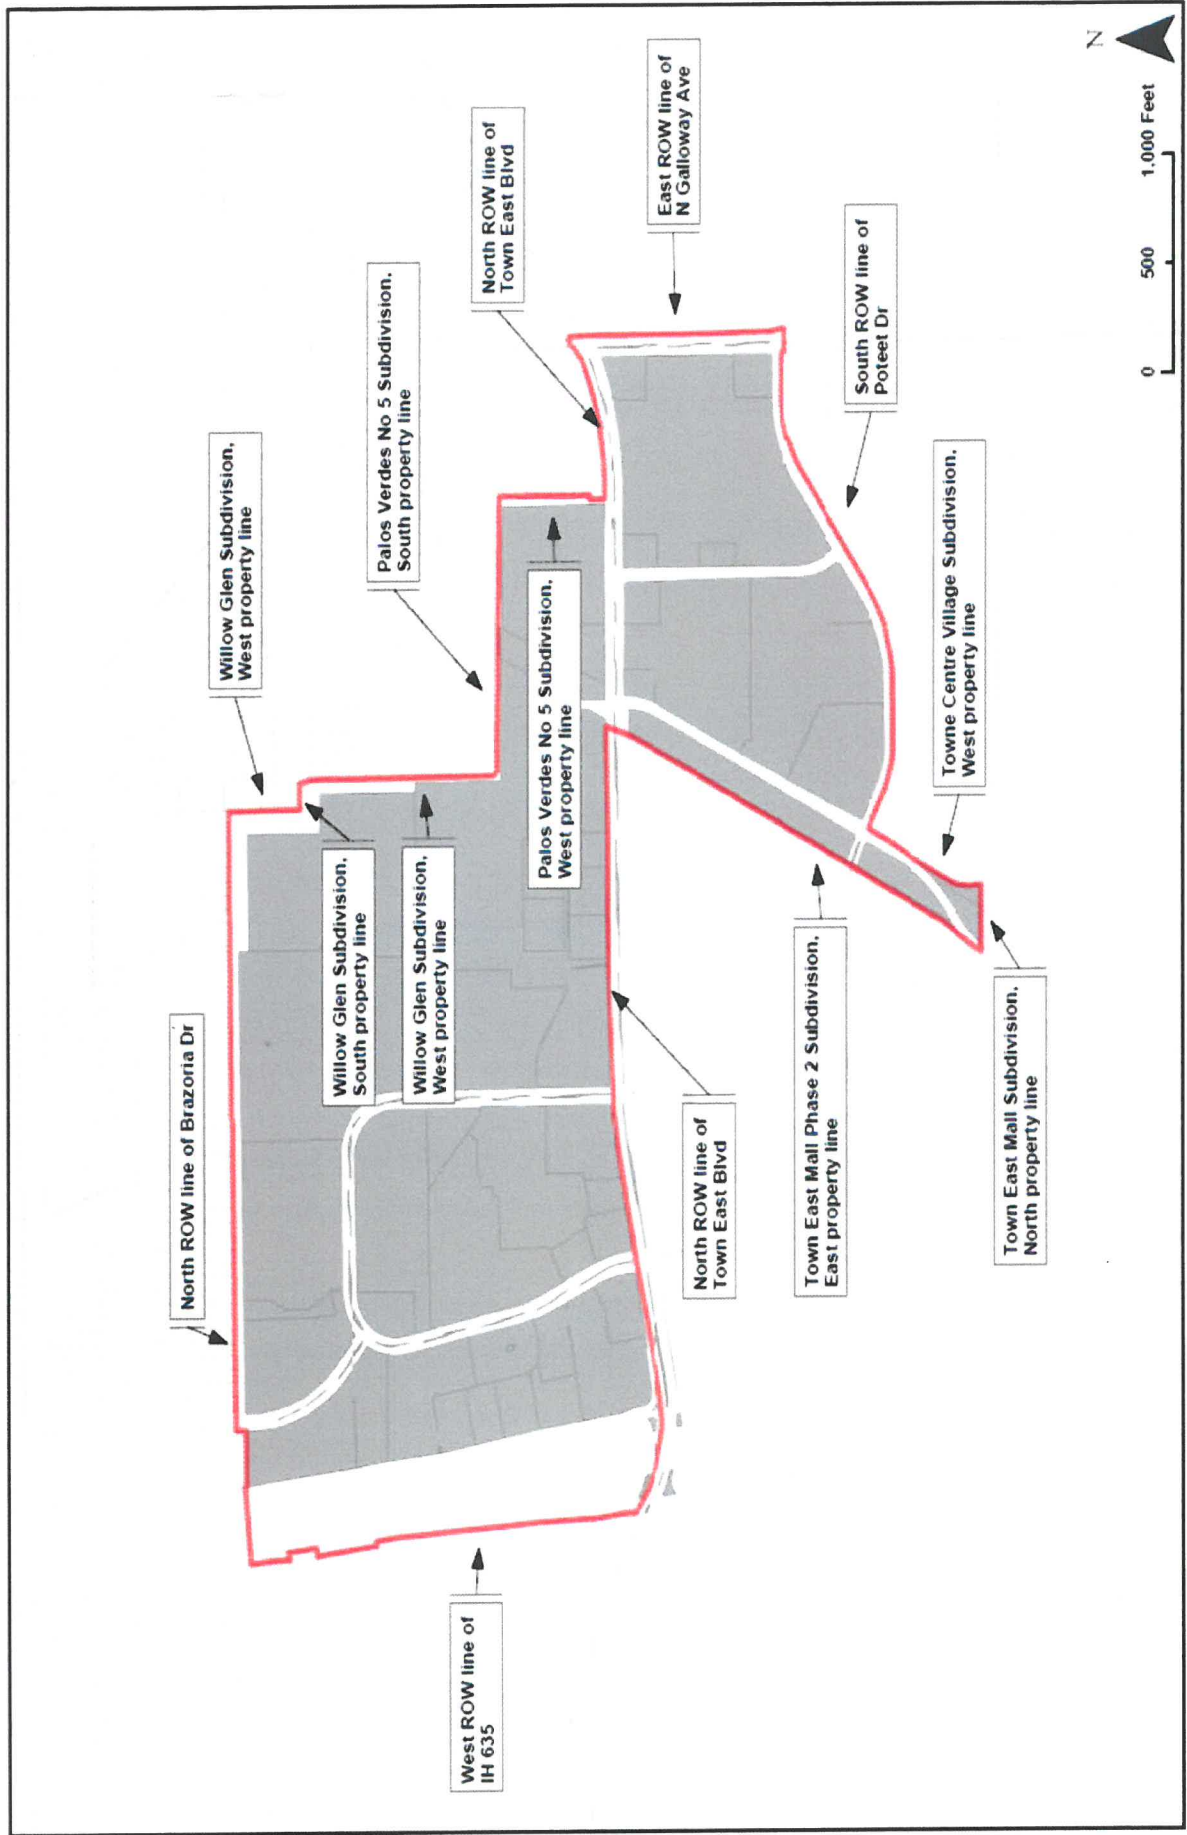 North ROW line of Brazoria Dr
Willow Glen Subdivision,
West property line
Palos Verdes No 5 Subdivision,
South property line
North ROW line of
Town East Blvd
East ROW line of
N Galloway Ave
N
Willow Glen Subdivision,
South property line
Willow Glen Subdivision,
West property line
Palos Verdes No 5 Subdivision,
West property line
West ROW line of
IH 635
North ROW line of
Town East Blvd
Town East Mall Phase 2 Subdivision,
East property line
South ROW line of
Poteet Dr
Towne Centre Village Subdivision,
West property line
Town East Mall Subdivision,
North property line
0 500 1,000 Feet